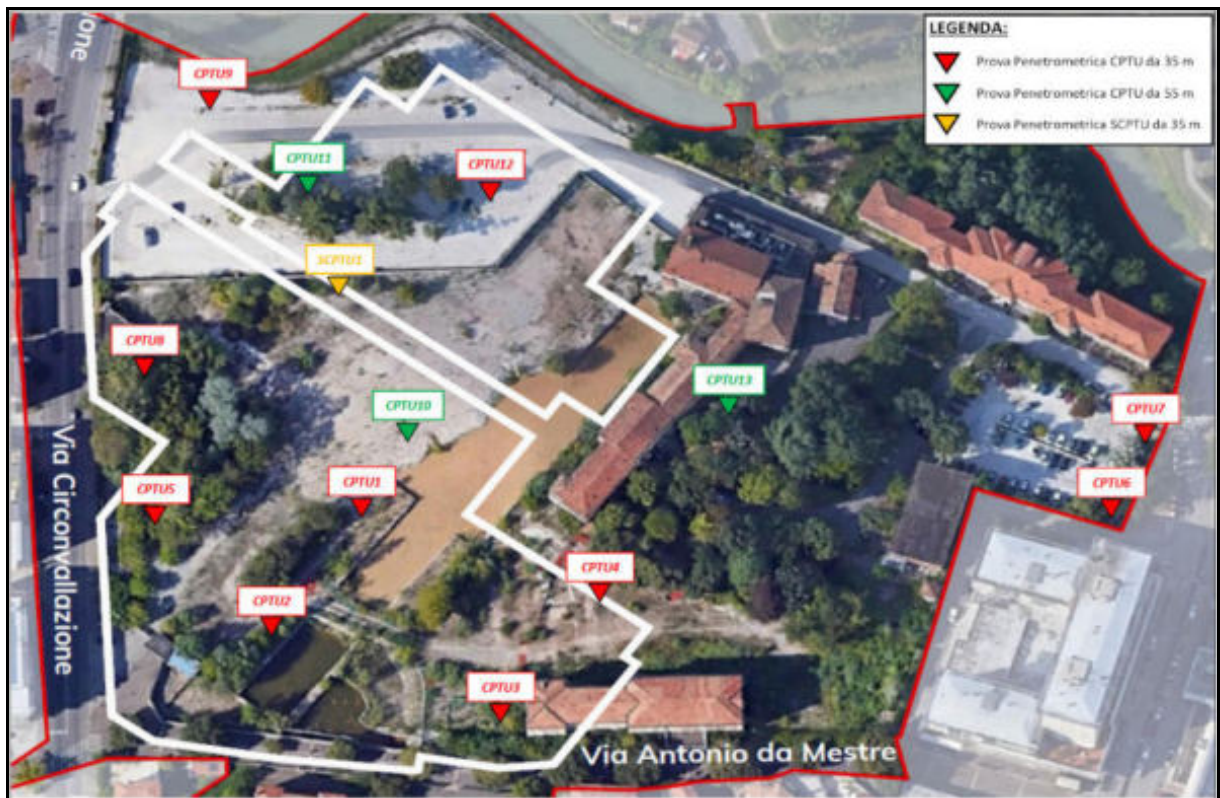 one
LEGENDA:
Prova Penetrometrica CPTU da 35 m
Prova Penetrometrica CPTU da 55 m
Prova Penetrometrica SCPTU da 35 m
CPTU9
CPTU11
CPTU12
SCPTU1
CPTU8
CPTU13
CPTU10
CPTU7
CPTU1
CPTU5
CPTU6
CPTU4
CPTU2
CPTU3
Via Circonvallazione
Via Antonio da Mestre